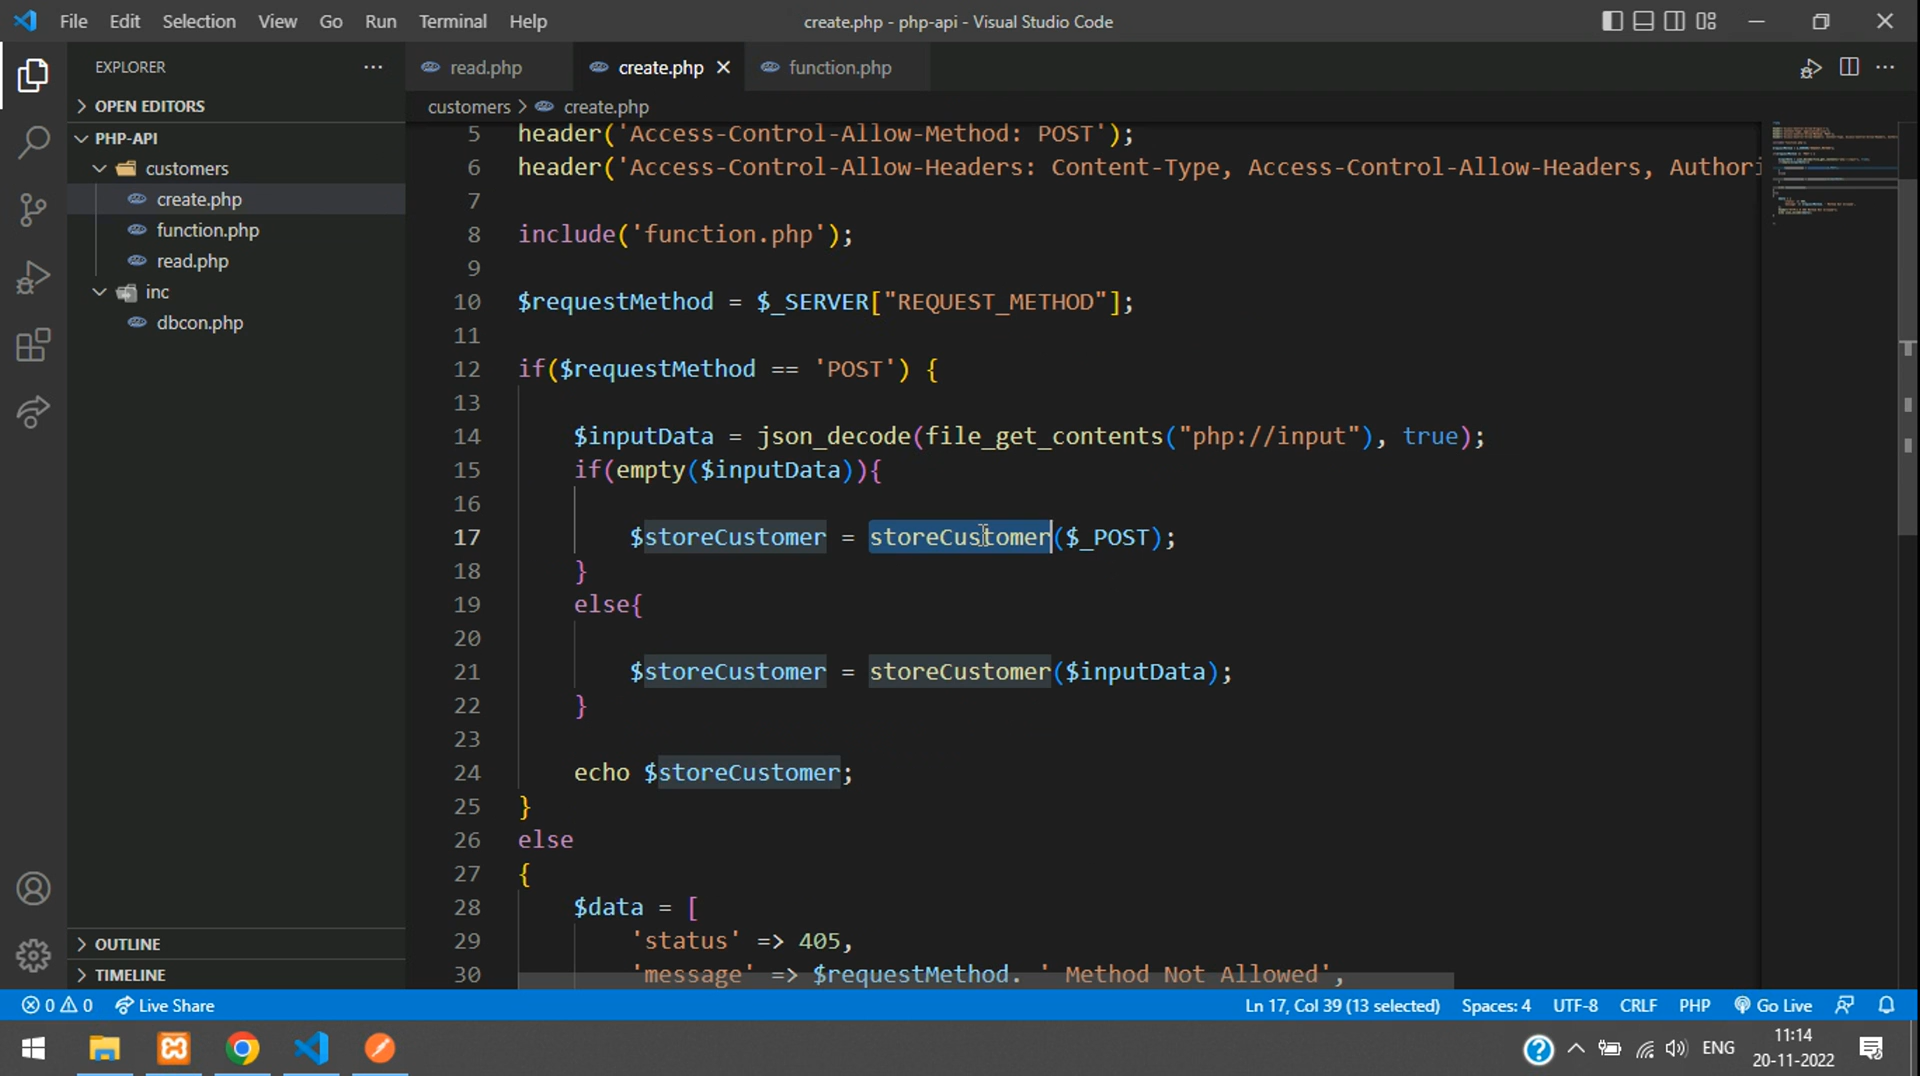 File Edit Selection View Go Run Terminal Help
create.php - php-api - Visual Studio Code
EXPLORER
OPEN EDITORS
PHP-API
customers
create.php
function.php
read.php
inc
dbcon.php
OUTLINE
TIMELINE
read.php create.php function.php
customers > create.php
5 header('Access-Control-Allow-Method: POST');
6 header('Access-Control-Allow-Headers: Content-Type, Access-Control-Allow-Headers, Authori
7
8 include('function.php');
9
10 $requestMethod = $_SERVER["REQUEST_METHOD"];
11
12 if($requestMethod == 'POST') {
13
14 $inputData = json_decode(file_get_contents("php://input"), true);
15 if(empty($inputData)){
16
17 $storeCustomer = storeCustomer($_POST);
18 }
19 else{
20
21 $storeCustomer = storeCustomer($inputData);
22 }
23
24 echo $storeCustomer;
25 }
26 else
27 {
28 $data = [
29 'status' => 405,
30 'message' => $requestMethod. ' Method Not Allowed',
0 0 Live Share
Ln 17, Col 39 (13 selected) Spaces: 4 UTF-8 CRLF PHP Go Live
ENG
11:14
20-11-2022